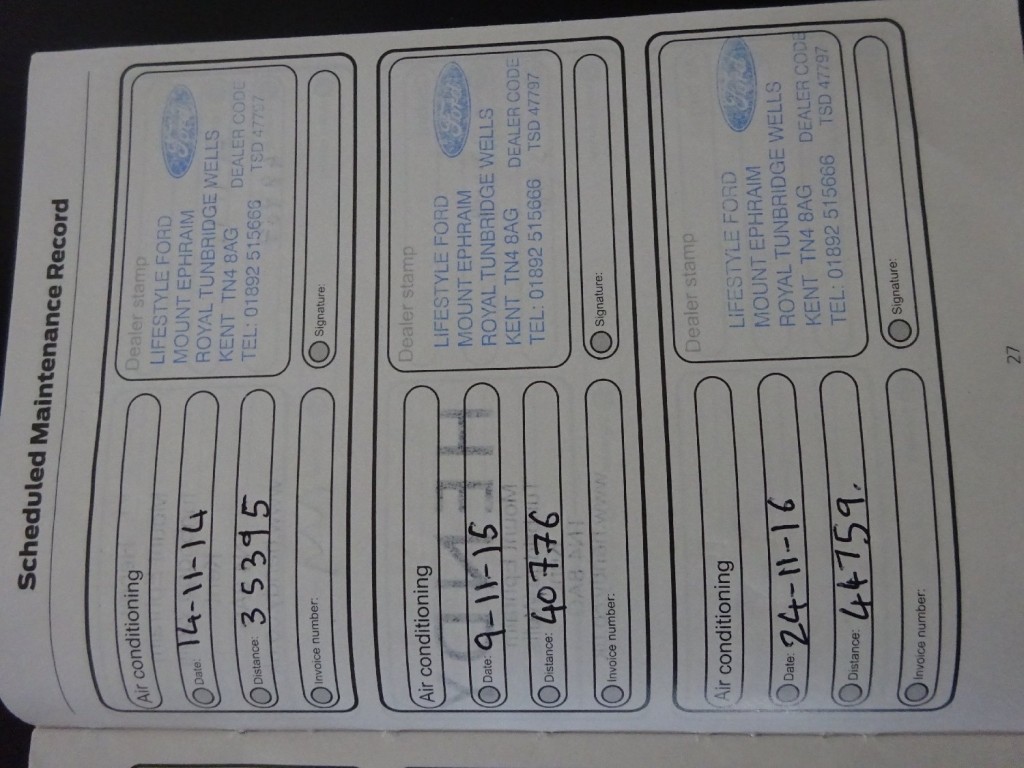 Scheduled Maintenance Record
Air conditioning
Date: 14-11-14
Distance: 35395
Invoice number:
Dealer stamp
Ford
LIFESTYLE FORD
MOUNT EPHRAIM
ROYAL TUNBRIDGE WELLS
KENT TN4 8AG DEALER CODE
TEL: 01892 515666 TSD 47797
Signature:
Air conditioning
Date: 9-11-15
Distance: 40776
Invoice number:
Dealer stamp
Ford
LIFESTYLE FORD
MOUNT EPHRAIM
ROYAL TUNBRIDGE WELLS
KENT TN4 8AG DEALER CODE
TEL: 01892 515666 TSD 47797
Signature:
Air conditioning
Date: 24-11-16
Distance: 44759.
Invoice number:
Dealer stamp
Ford
LIFESTYLE FORD
MOUNT EPHRAIM
ROYAL TUNBRIDGE WELLS
KENT TN4 8AG DEALER CODE
TEL: 01892 515666 TSD 47797
Signature:
27